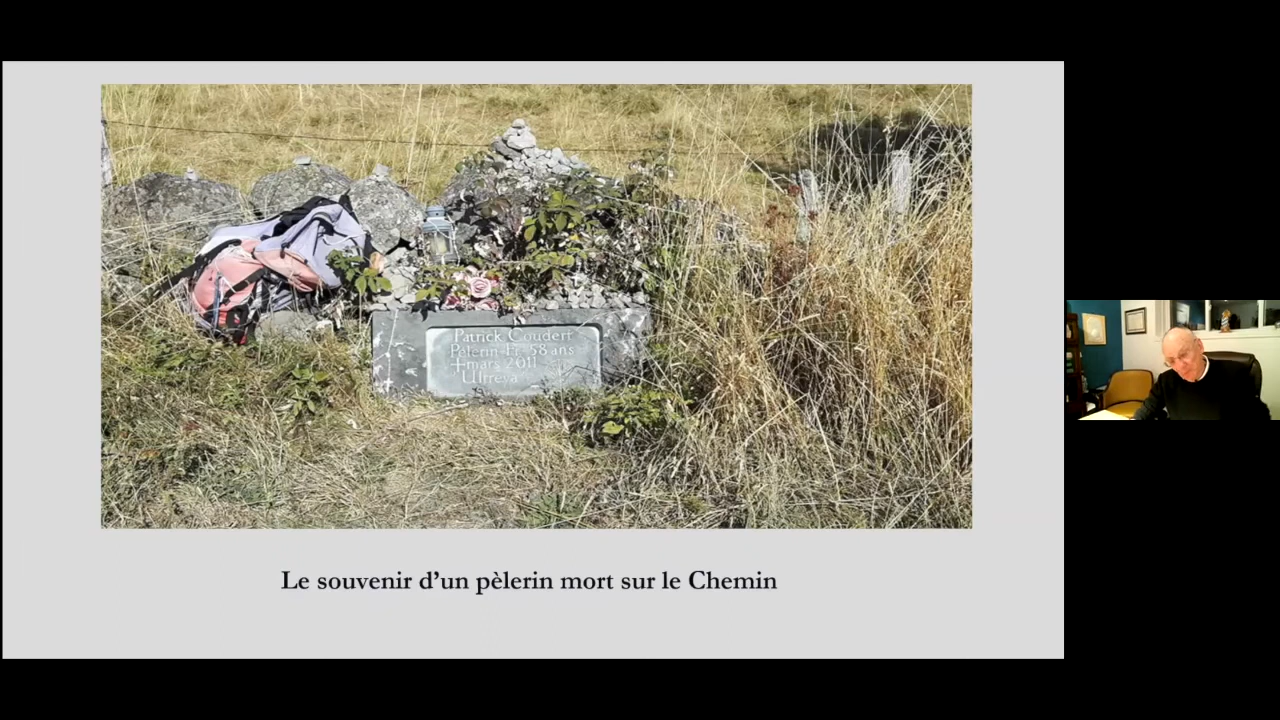 Patrick Coudert
Pèlerin Fr. 58 ans
+mars 2011
Ultreya
Le souvenir d'un pèlerin mort sur le Chemin